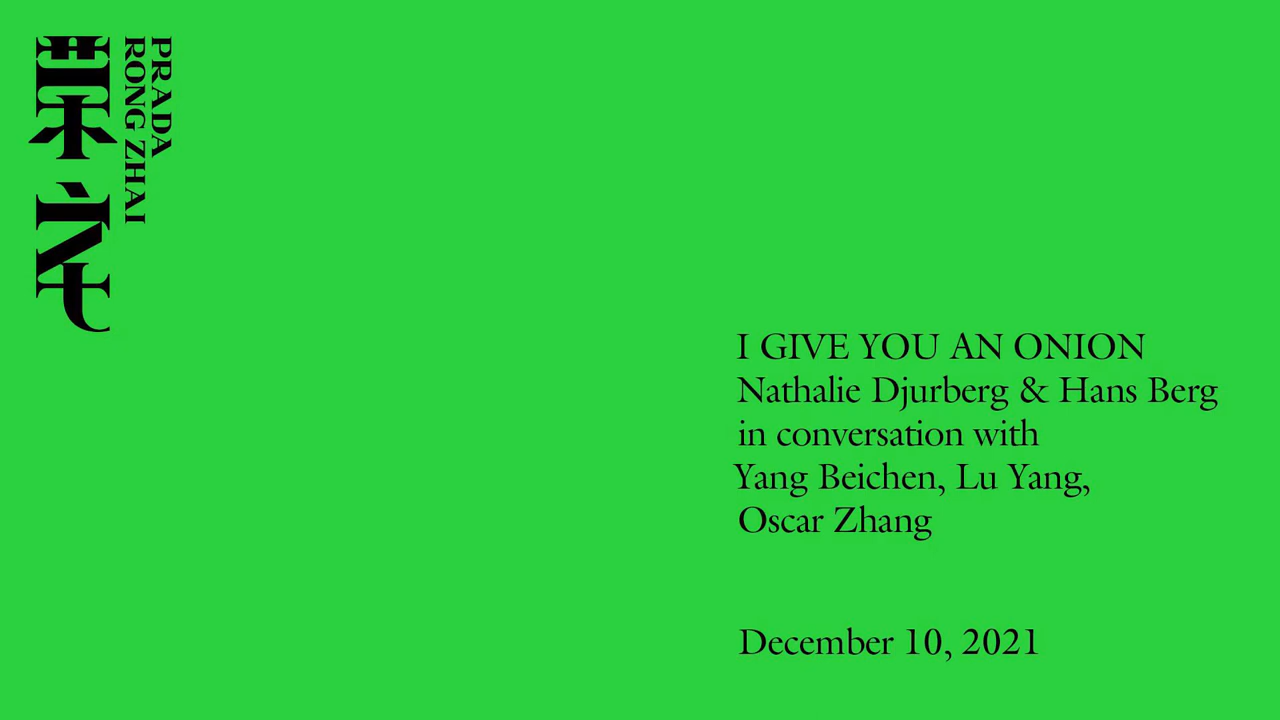 榮宅
PRADA
RONG ZHAI
I GIVE YOU AN ONION
Nathalie Djurberg & Hans Berg
in conversation with
Yang Beichen, Lu Yang,
Oscar Zhang
December 10, 2021